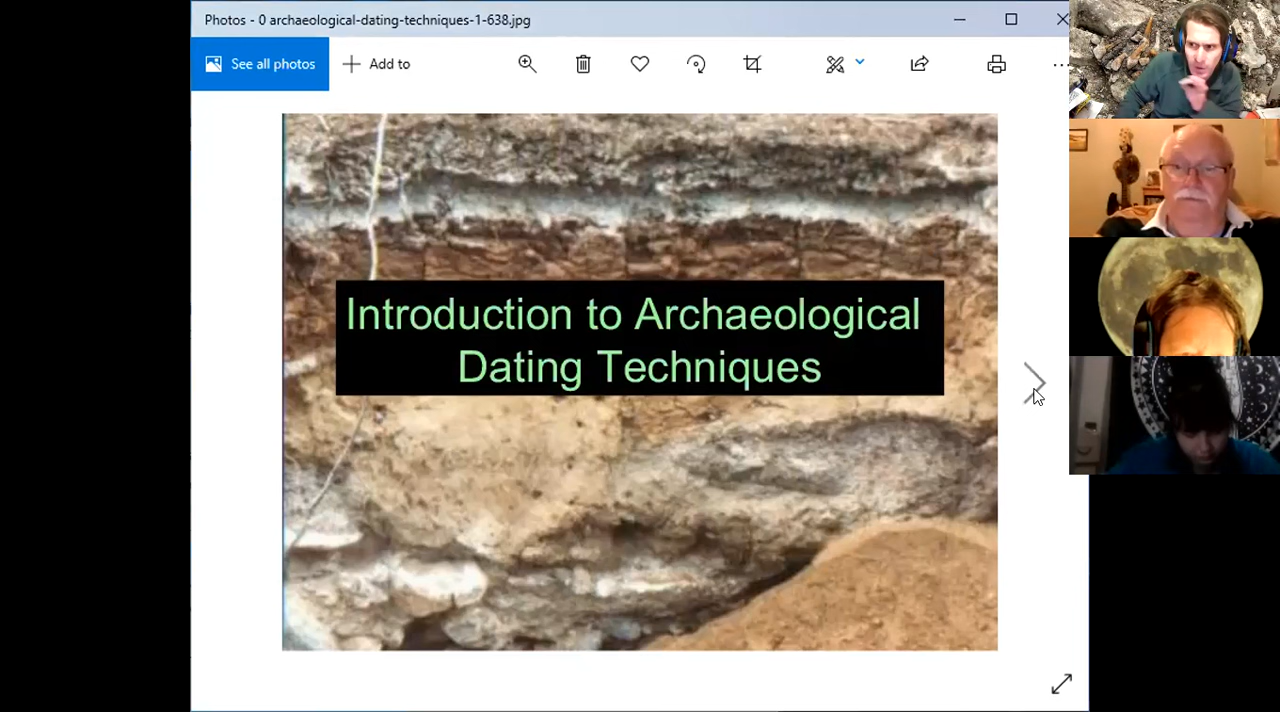 Photos - 0 archaeological-dating-techniques-1-638.jpg
See all photos
Add to
Introduction to Archaeological
Dating Techniques